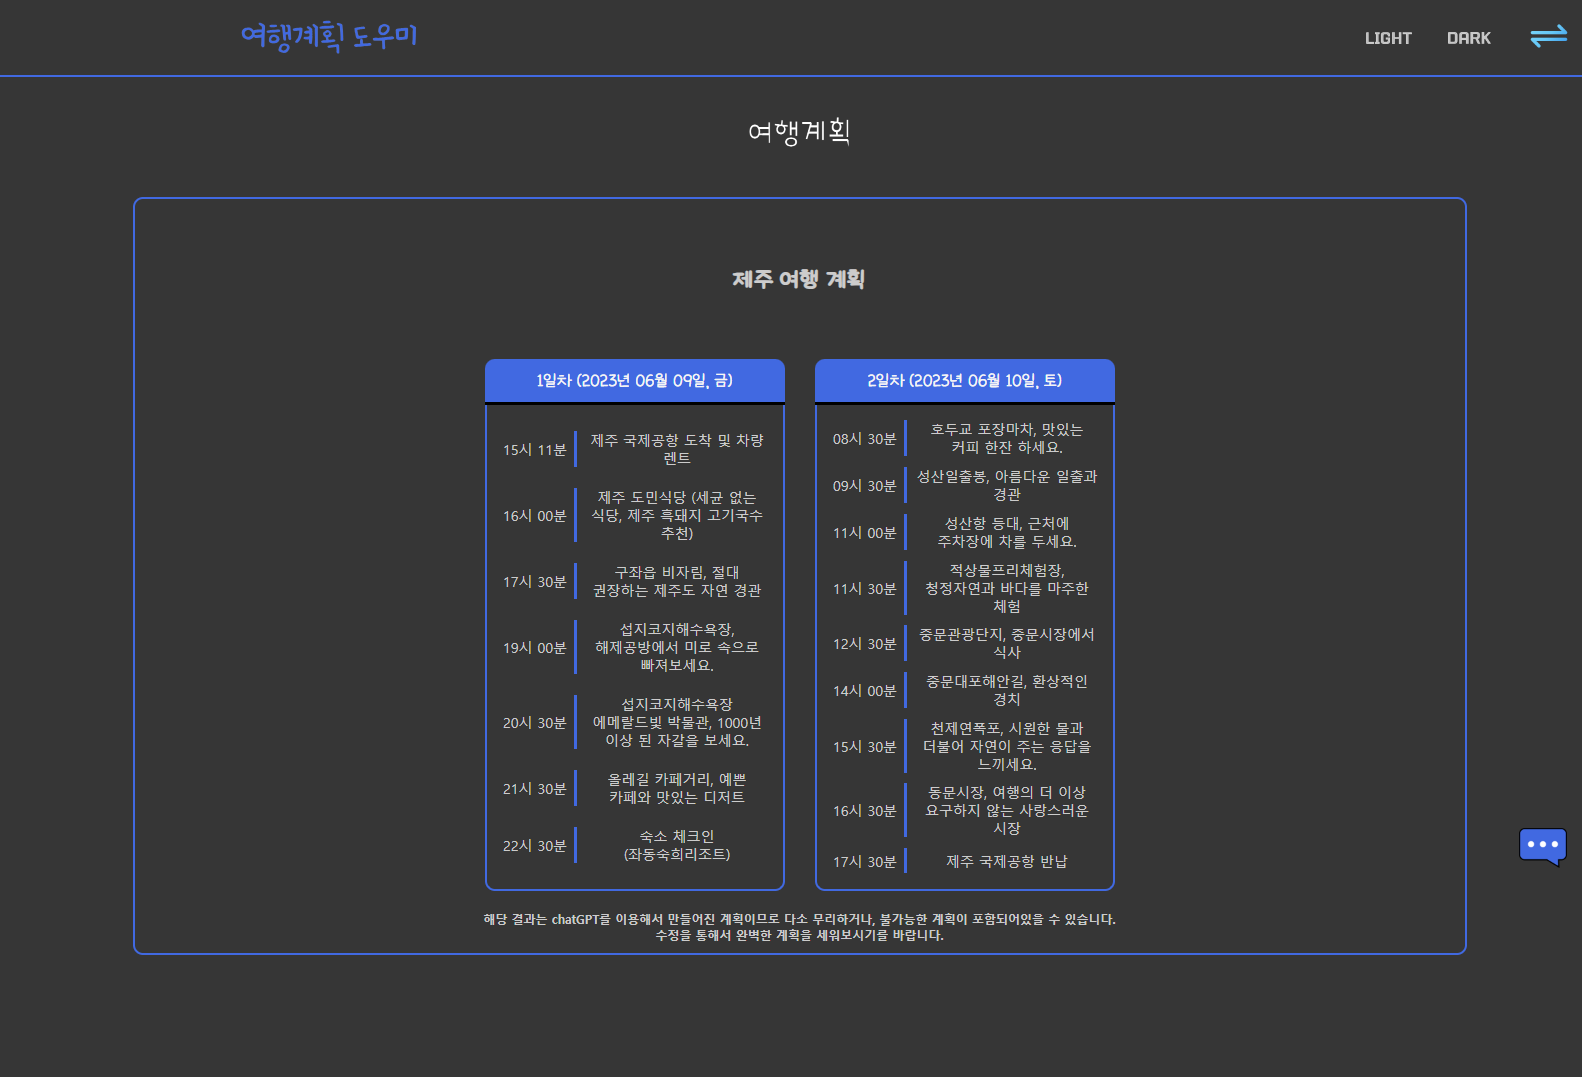 여행계획 도우미
LIGHT
DARK
여행계획
제주 여행 계획
1일차 (2023년 06월 09일, 금)
15시 11분
제주 국제공항 도착 및 차량
렌트
16시 00분
제주 도민식당 (세균 없는
식당, 제주 흑돼지 고기국수
추천)
17시 30분
구좌읍 비자림, 절대
권장하는 제주도 자연 경관
19시 00분
섭지코지해수욕장,
해제공방에서 미로 속으로
빠져보세요.
20시 30분
섭지코지해수욕장
에메랄드빛 박물관, 1000년
이상 된 자갈을 보세요.
21시 30분
올레길 카페거리, 예쁜
카페와 맛있는 디저트
22시 30분
숙소 체크인
(좌동숙희리조트)
2일차 (2023년 06월 10일, 토)
08시 30분
호두교 포장마차, 맛있는
커피 한잔 하세요.
09시 30분
성산일출봉, 아름다운 일출과
경관
11시 00분
성산항 등대, 근처에
주차장에 차를 두세요.
11시 30분
적상물프리체험장,
청정자연과 바다를 마주한
체험
12시 30분
중문관광단지, 중문시장에서
식사
14시 00분
중문대포해안길, 환상적인
경치
15시 30분
천제연폭포, 시원한 물과
더불어 자연이 주는 응답을
느끼세요.
16시 30분
동문시장, 여행의 더 이상
요구하지 않는 사랑스러운
시장
17시 30분
제주 국제공항 반납
해당 결과는 chatGPT를 이용해서 만들어진 계획이므로 다소 무리하거나, 불가능한 계획이 포함되어있을 수 있습니다.
수정을 통해서 완벽한 계획을 세워보시기를 바랍니다.